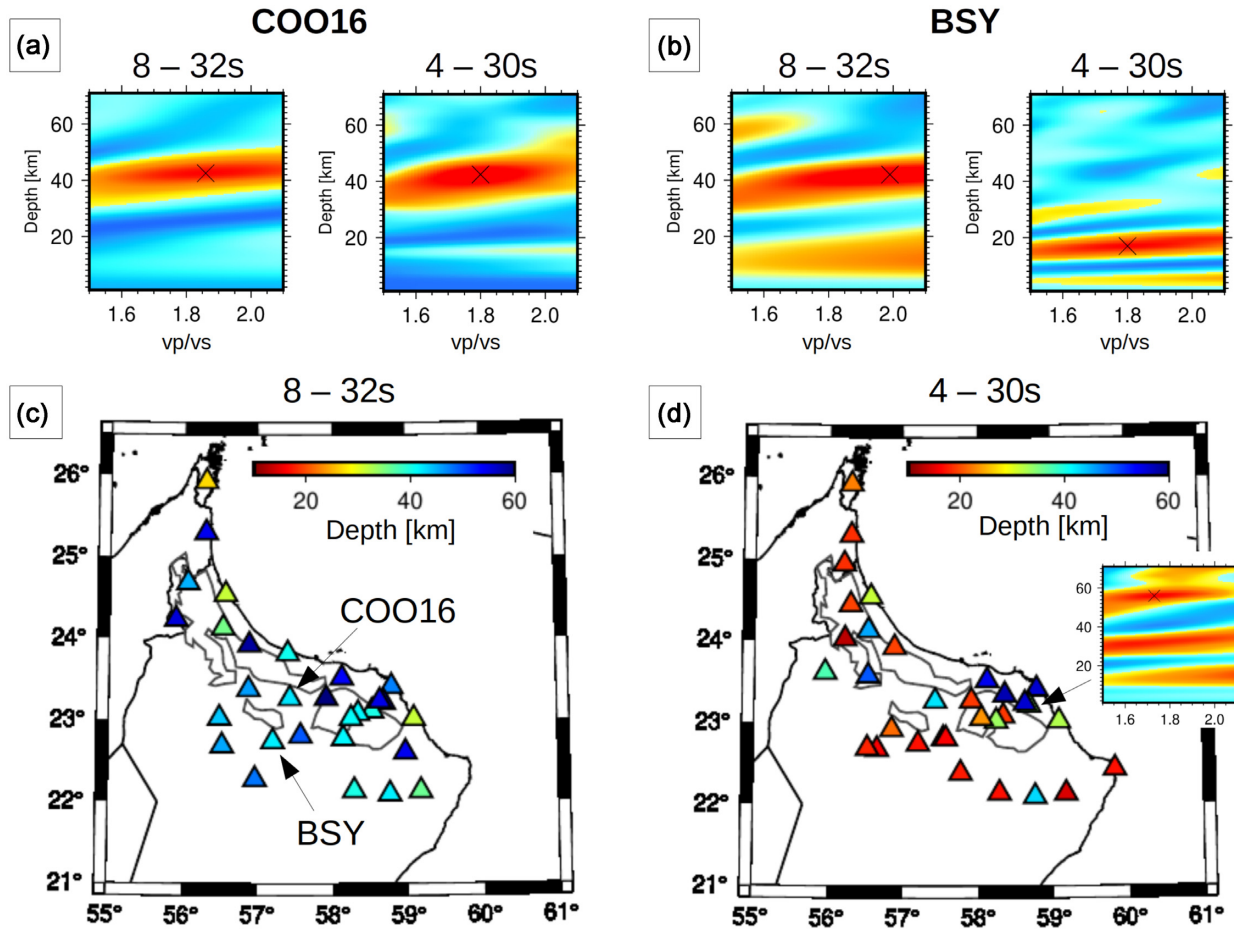 (a)
COO16
8 – 32s
4 – 30s
Depth [km]
60
40
20
1.6
1.8
2.0
vp/vs
Depth [km]
60
40
20
1.6
1.8
2.0
vp/vs
(b)
BSY
8 – 32s
4 – 30s
Depth [km]
60
40
20
1.6
1.8
2.0
vp/vs
Depth [km]
60
40
20
1.6
1.8
2.0
vp/vs
(c)
8 – 32s
20
40
60
Depth [km]
COO16
BSY
26°
25°
24°
23°
22°
21°
55°
56°
57°
58°
59°
60°
61°
(d)
4 – 30s
20
40
60
Depth [km]
60
40
20
1.6
1.8
2.0
26°
25°
24°
23°
22°
21°
55°
56°
57°
58°
59°
60°
61°